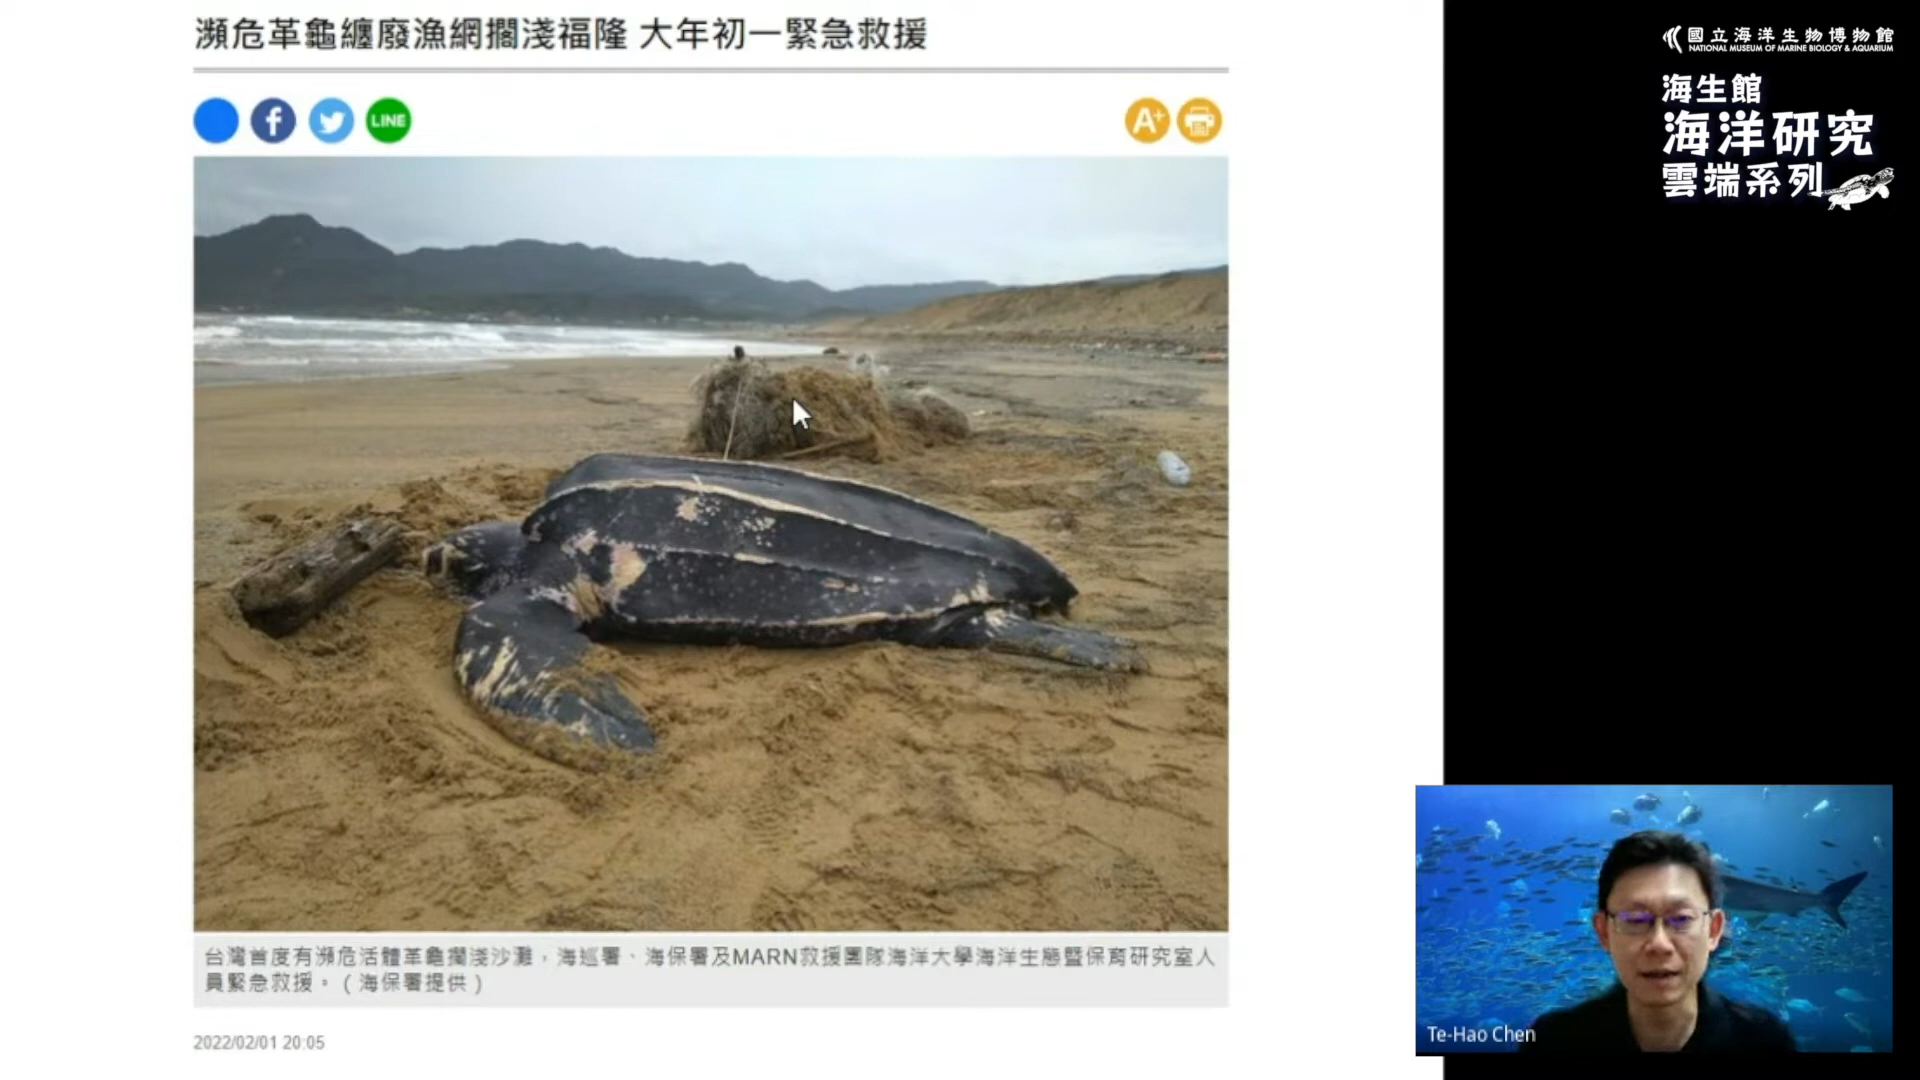 瀕危革龜纏廢漁網擱淺福隆 大年初一緊急救援
LINE
A+
國立海洋生物博物館
NATIONAL MUSEUM OF MARINE BIOLOGY & AQUARIUM
海生館
海洋研究
雲端系列
台灣首度有瀕危活體革龜擱淺沙灘，海巡署、海保署及MARN救援團隊海洋大學海洋生態暨保育研究室人
員緊急救援。（海保署提供）
2022/02/01 20:05
Te-Hao Chen